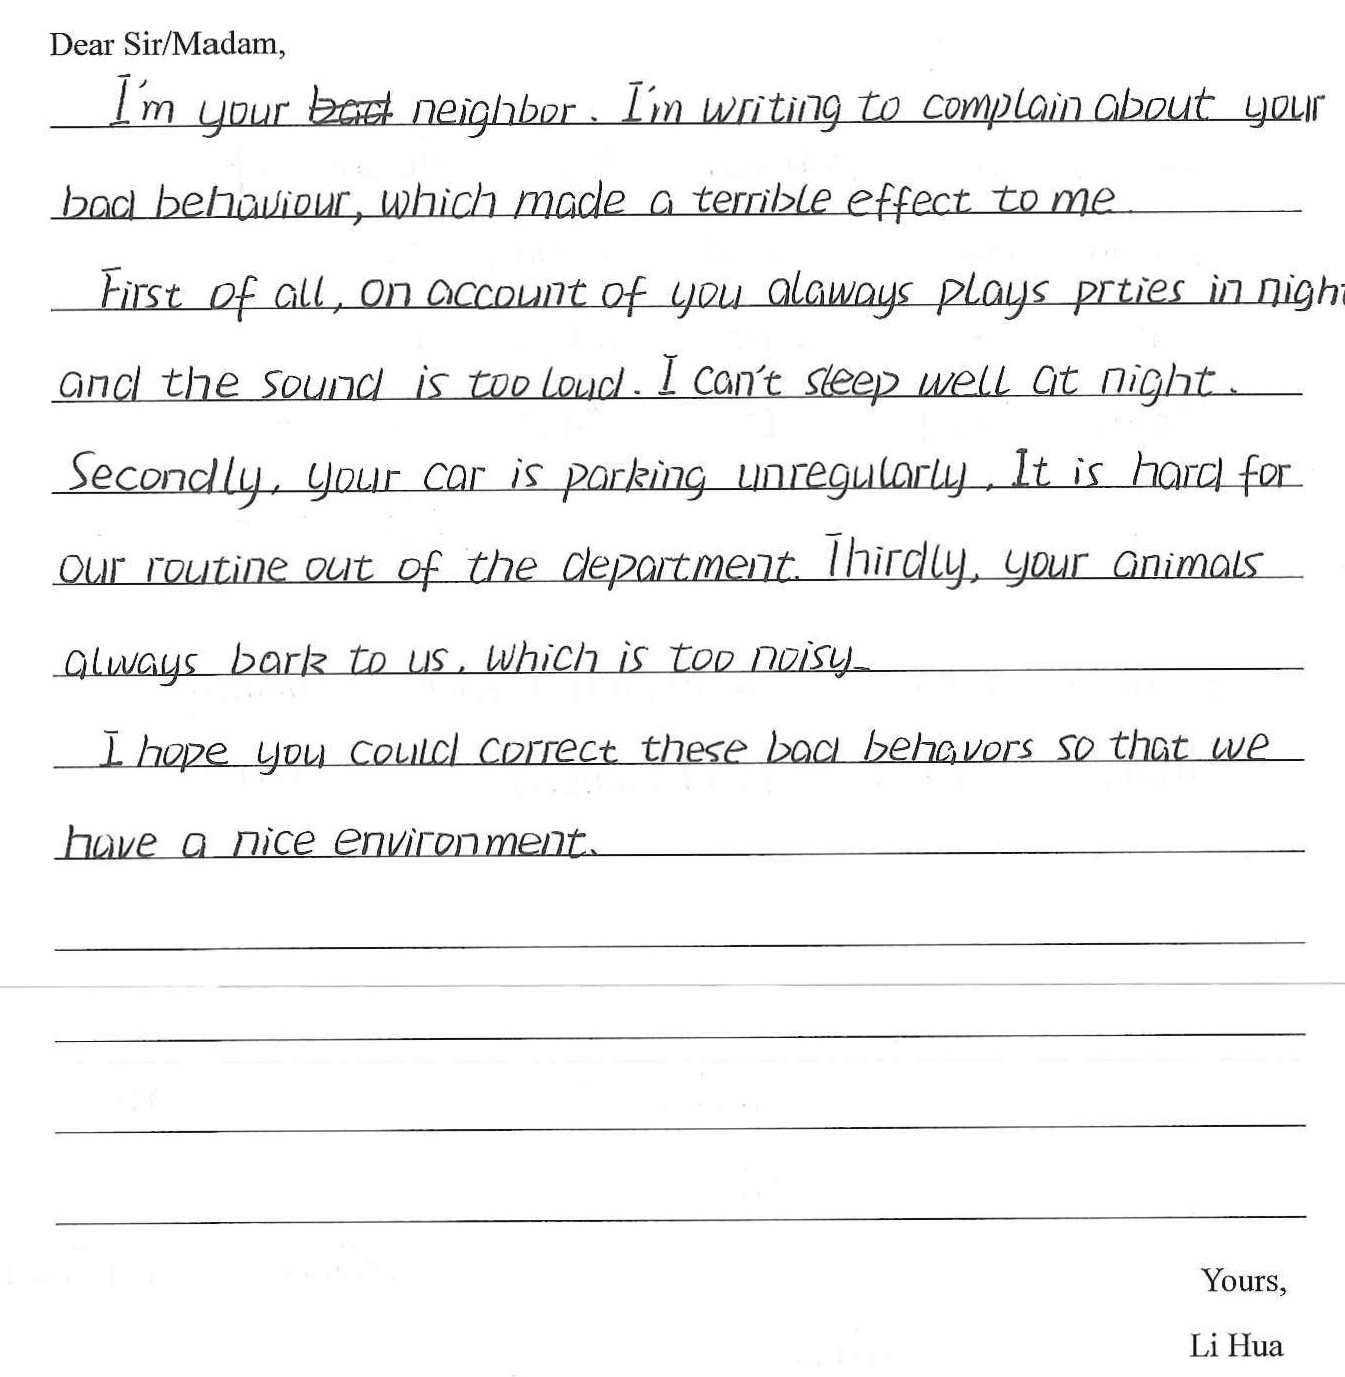 Dear Sir/Madam,
I'm your bad neighbor. I'm writing to complain about your
bad behaviour, which made a terrible effect to me
First of all, on account of you alaways plays prties in night
and the sound is too loud. I can't sleep well at night.
Secondly, your car is parking unregularly. It is hard for
our routine out of the department. Thirdly, your animals
always bark to us. which is too noisy
I hope you could correct these bad behavors so that we
have a nice environment.
Yours,
Li Hua